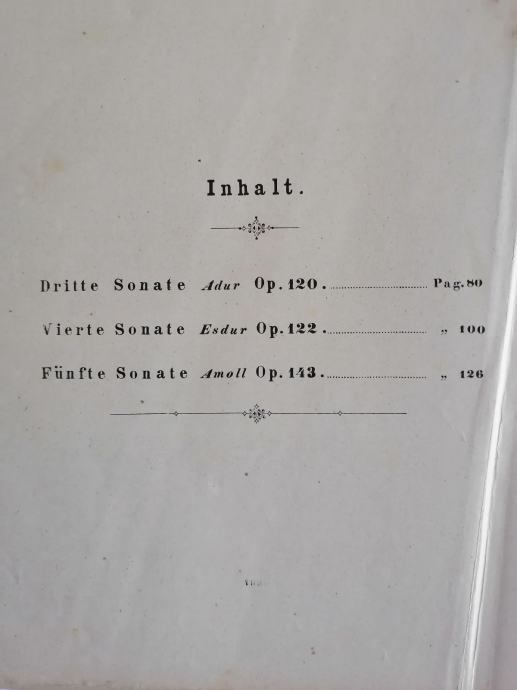 Inhalt.
Dritte Sonate Adur Op. 120. Pag. 80
Vierte Sonate Esdur Op. 122. „ 100
Fünfte Sonate Amoll Op. 143. „ 126